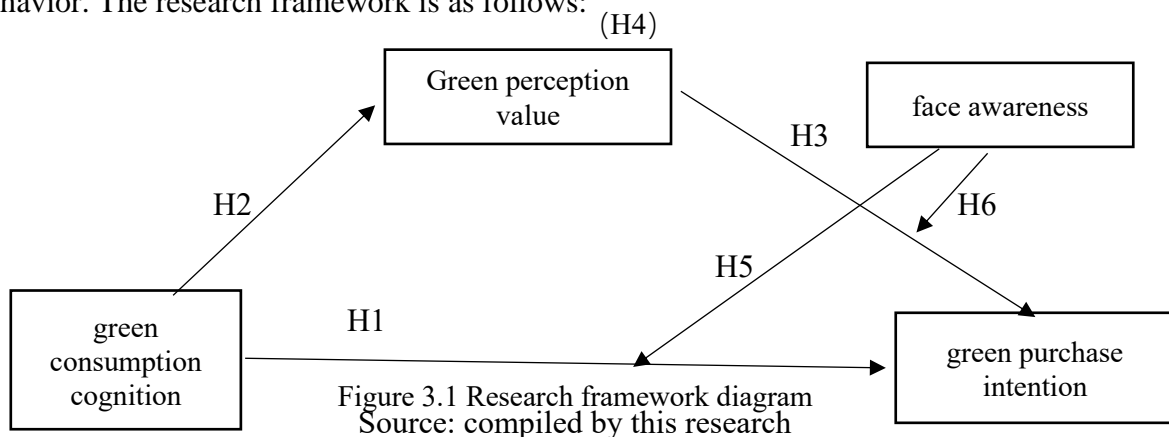 havior. The research framework is as follows:
(H4)
Green perception
value
face awareness
H3
H2
H6
H5
H1
green
consumption
cognition
green purchase
intention
Figure 3.1 Research framework diagram
Source: compiled by this research